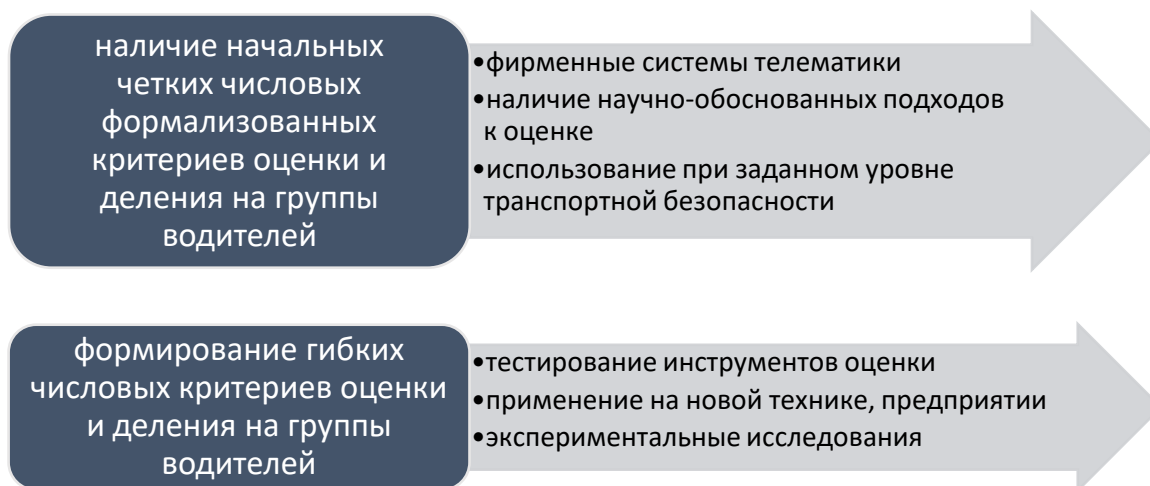 наличие начальных
четких числовых
формализованных
критериев оценки и
деления на группы
водителей
•фирменные системы телематики
•наличие научно-обоснованных подходов
к оценке
•использование при заданном уровне
транспортной безопасности
формирование гибких
числовых критериев оценки
и деления на группы
водителей
•тестирование инструментов оценки
•применение на новой технике, предприятии
•экспериментальные исследования